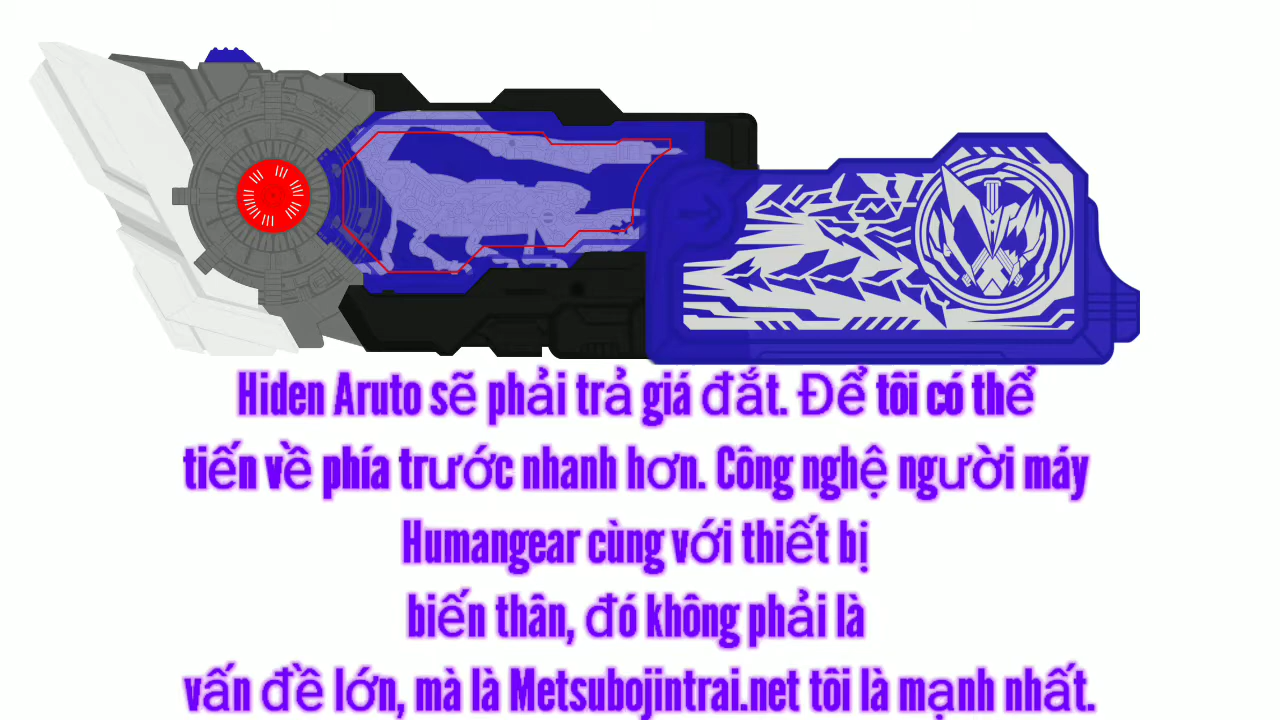 Hiden Aruto sẽ phải trả giá đắt. Để tôi có thể
tiến về phía trước nhanh hơn. Công nghệ người máy
Humangear cùng với thiết bị
biến thân, đó không phải là
vấn đề lớn, mà là Metsubojintrai.net tôi là mạnh nhất.